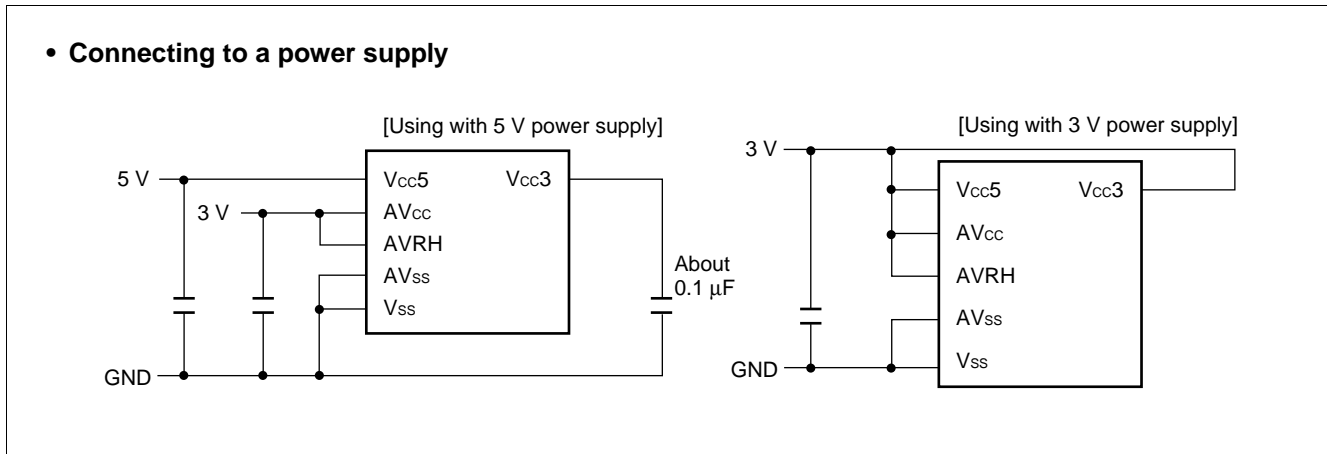 • Connecting to a power supply
[Using with 5 V power supply]
5 V
3 V
VCC5 VCC3
AVCC
AVRH
AVSS
VSS
About
0.1 μF
GND
[Using with 3 V power supply]
3 V
VCC5 VCC3
AVCC
AVRH
AVSS
VSS
GND